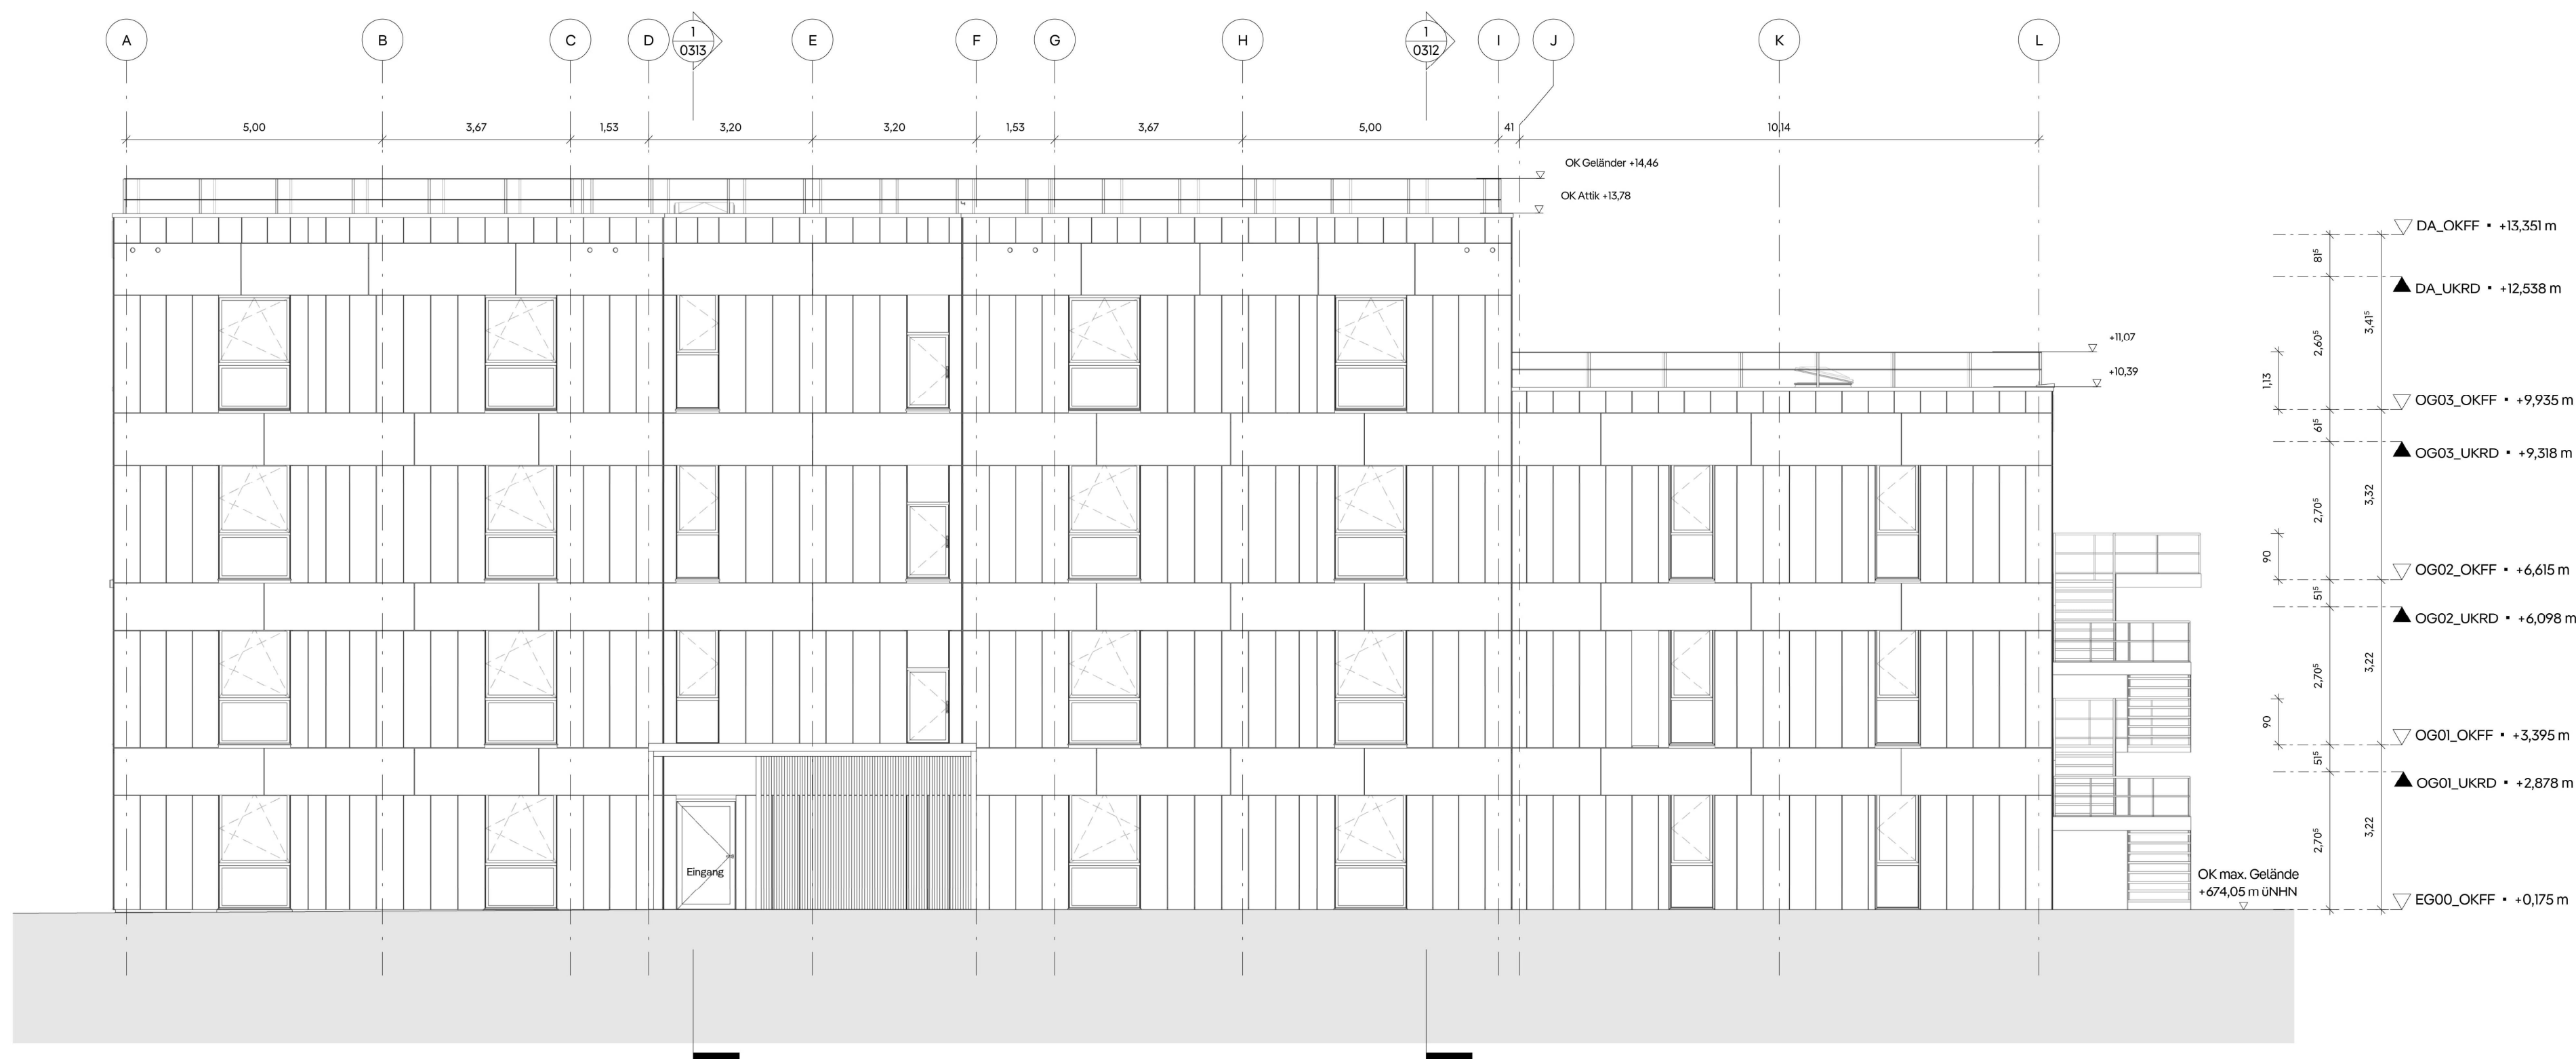 A
B
C
D
1
0313
E
F
G
H
1
0312
I
J
K
L
5,00
3,67
1,53
3,20
3,20
1,53
3,67
5,00
41
10,14
OK Geländer +14,46
OK Attik +13,78
DA_OKFF ▪ +13,351 m
81⁵
DA_UKRD ▪ +12,538 m
3,41⁵
+11,07
2,60⁵
+10,39
1,13
OG03_OKFF ▪ +9,935 m
61⁵
OG03_UKRD ▪ +9,318 m
3,32
2,70⁵
90
OG02_OKFF ▪ +6,615 m
51⁵
OG02_UKRD ▪ +6,098 m
3,22
2,70⁵
90
OG01_OKFF ▪ +3,395 m
51⁵
OG01_UKRD ▪ +2,878 m
3,22
2,70⁵
Eingang
OK max. Gelände
+674,05 m üNHN
EG00_OKFF ▪ +0,175 m